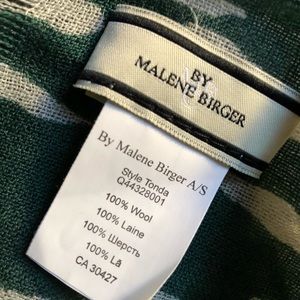 BY
MALENE BIRGER
By Malene Birger A/S
Style Tonda
Q44328001
100% Wool
100% Laine
100% Шерсть
100% Lã
CA 30427